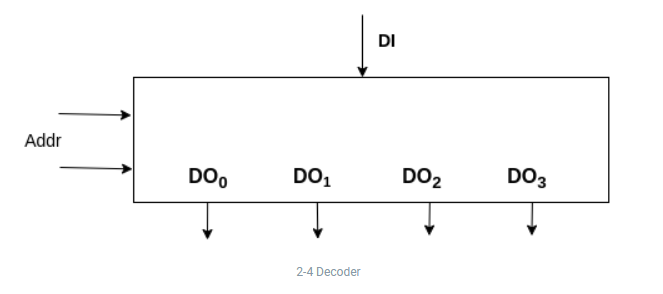 DI
Addr
DO₀ DO₁ DO₂ DO₃
2-4 Decoder